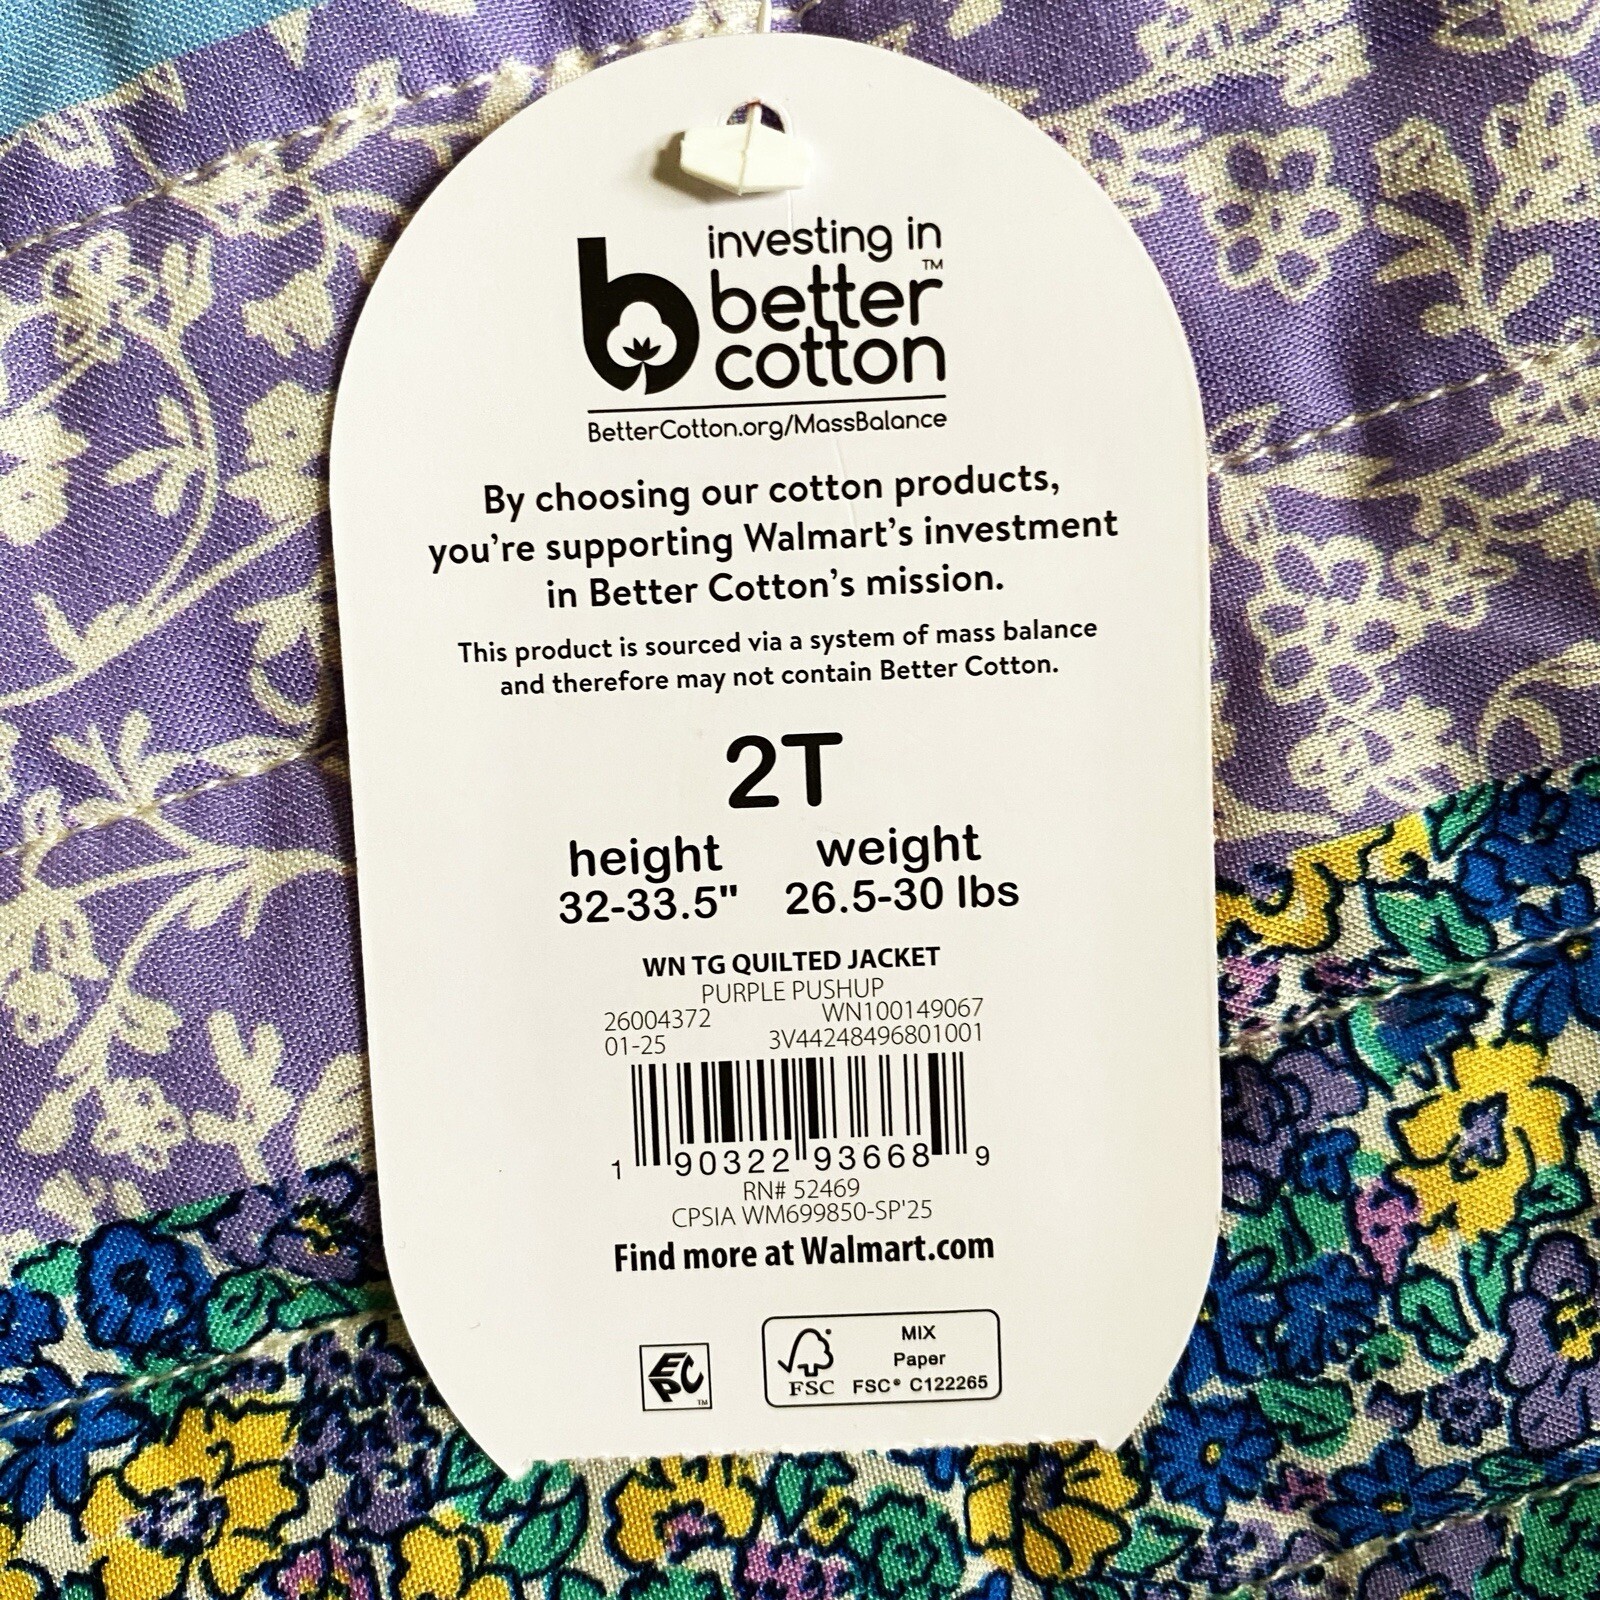 investing in
better™
cotton
BetterCotton.org/MassBalance
By choosing our cotton products,
you're supporting Walmart's investment
in Better Cotton's mission.
This product is sourced via a system of mass balance
and therefore may not contain Better Cotton.
2T
height weight
32-33.5" 26.5-30 lbs
WN TG QUILTED JACKET
PURPLE PUSHUP
26004372 WN100149067
01-25 3V44248496801001
1 90322 93668 9
RN# 52469
CPSIA WM699850-SP'25
Find more at Walmart.com
EPC™
MIX
Paper
FSC FSC® C122265